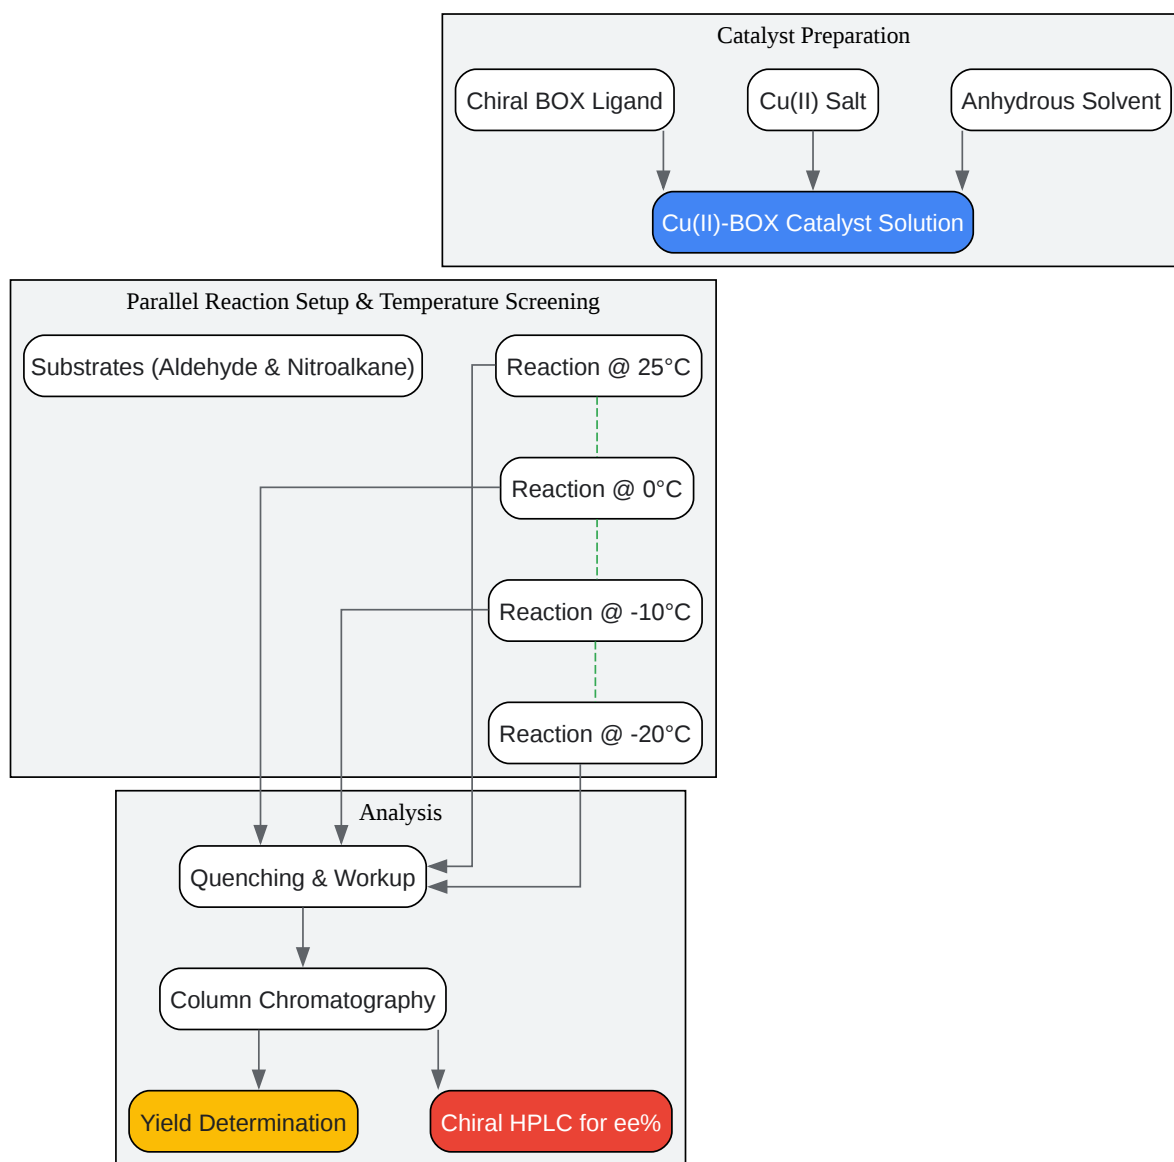 Catalyst Preparation
Chiral BOX Ligand
Cu(II) Salt
Anhydrous Solvent
Cu(II)-BOX Catalyst Solution
Parallel Reaction Setup & Temperature Screening
Substrates (Aldehyde & Nitroalkane)
Reaction @ 25°C
Reaction @ 0°C
Reaction @ -10°C
Reaction @ -20°C
Analysis
Quenching & Workup
Column Chromatography
Yield Determination
Chiral HPLC for ee%